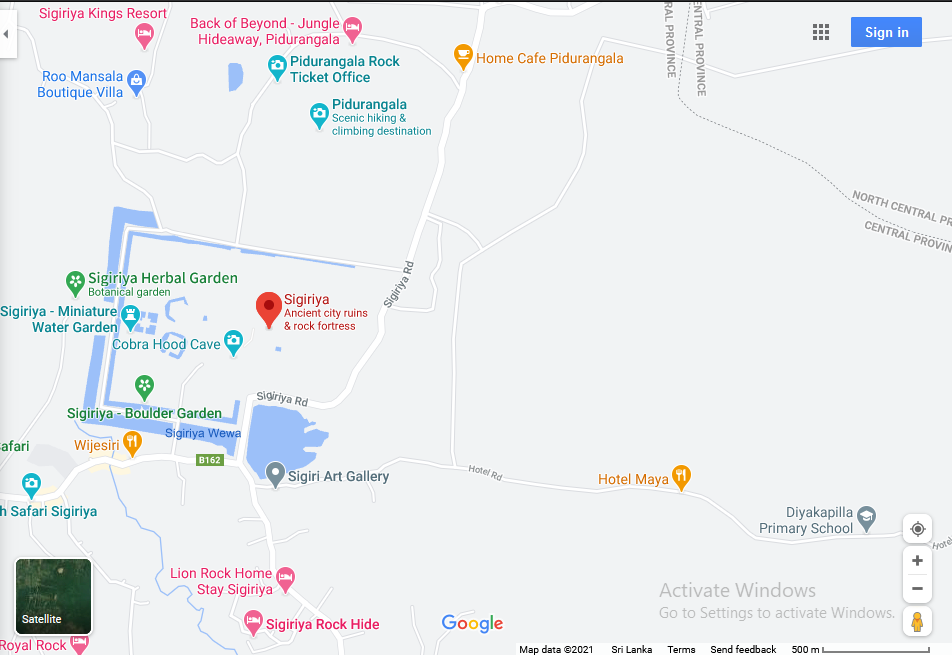 Sigiriya Kings Resort
Back of Beyond - Jungle
Hideaway, Pidurangala
CENTRAL PROVINCE
CENTRAL PROVINCE
Sign in
Home Cafe Pidurangala
Pidurangala Rock
Ticket Office
Roo Mansala
Boutique Villa
Pidurangala
Scenic hiking &
climbing destination
NORTH CENTRAL PR
CENTRAL PROVIN
Sigiriya Rd
Sigiriya Herbal Garden
Botanical garden
Sigiriya
Ancient city ruins
& rock fortress
Sigiriya - Miniature
Water Garden
Cobra Hood Cave
Sigiriya Rd
Sigiriya - Boulder Garden
Sigiriya Wewa
afari
Wijesiri
B162
Sigiri Art Gallery
Hotel Rd
Hotel Maya
h Safari Sigiriya
Diyakapilla
Primary School
Hotel
Lion Rock Home
Stay Sigiriya
Activate Windows
Go to Settings to activate Windows.
Satellite
Sigiriya Rock Hide
Google
Royal Rock
Map data ©2021
Sri Lanka
Terms
Send feedback
500 m